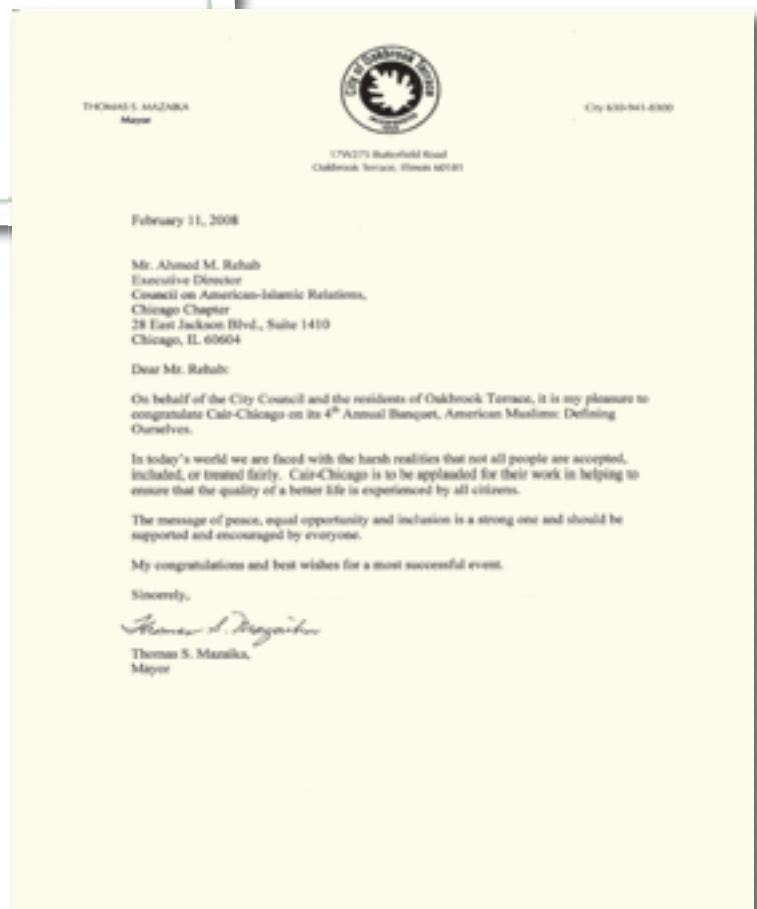 City of Oakbrook Terrace
THOMAS S. MAZAIKA
Mayor
City 630-941-8300
17W275 Butterfield Road
Oakbrook Terrace, Illinois 60181
February 11, 2008
Mr. Ahmed M. Rehab
Executive Director
Council on American-Islamic Relations,
Chicago Chapter
28 East Jackson Blvd., Suite 1410
Chicago, IL 60604
Dear Mr. Rehab:
On behalf of the City Council and the residents of Oakbrook Terrace, it is my pleasure to
congratulate Cair-Chicago on its 4th Annual Banquet, American Muslims: Defining
Ourselves.
In today's world we are faced with the harsh realities that not all people are accepted,
included, or treated fairly. Cair-Chicago is to be applauded for their work in helping to
ensure that the quality of a better life is experienced by all citizens.
The message of peace, equal opportunity and inclusion is a strong one and should be
supported and encouraged by everyone.
My congratulations and best wishes for a most successful event.
Sincerely,
Thomas S. Mazaika
Thomas S. Mazaika,
Mayor